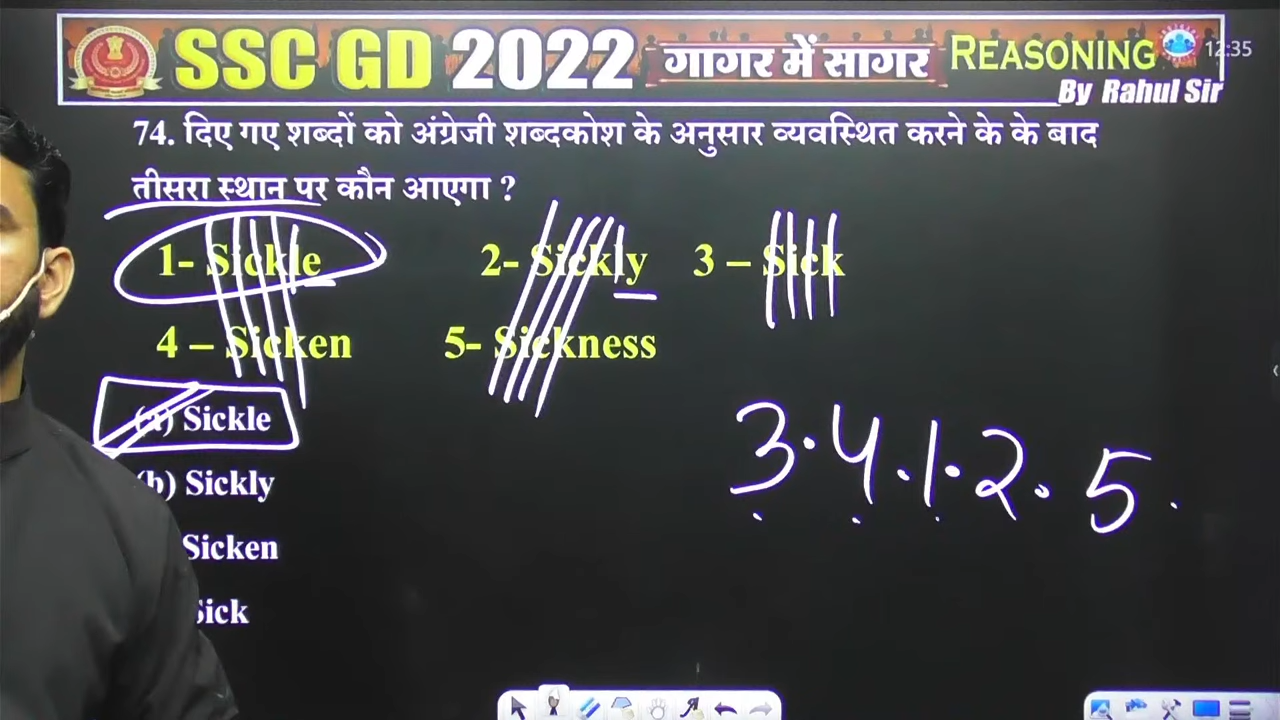 SSC GD 2022 गागर में सागर REASONING 12:35
By Rahul Sir
74. दिए गए शब्दों को अंग्रेजी शब्दकोश के अनुसार व्यवस्थित करने के के बाद
तीसरा स्थान पर कौन आएगा ?
1- Sickle 2- Sickly 3 – Sick
4 – Sicken 5- Sickness
(a) Sickle
(b) Sickly
Sicken
Sick
3.4.1.2.5